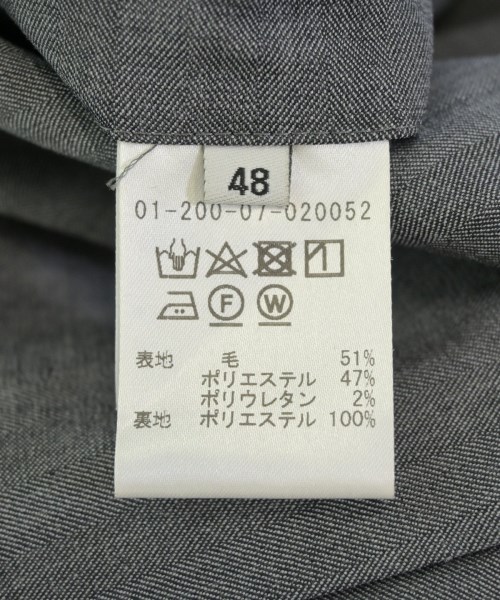 48
01-200-07-020052
F W
表地 毛 51%
ポリエステル 47%
ポリウレタン 2%
裏地 ポリエステル 100%